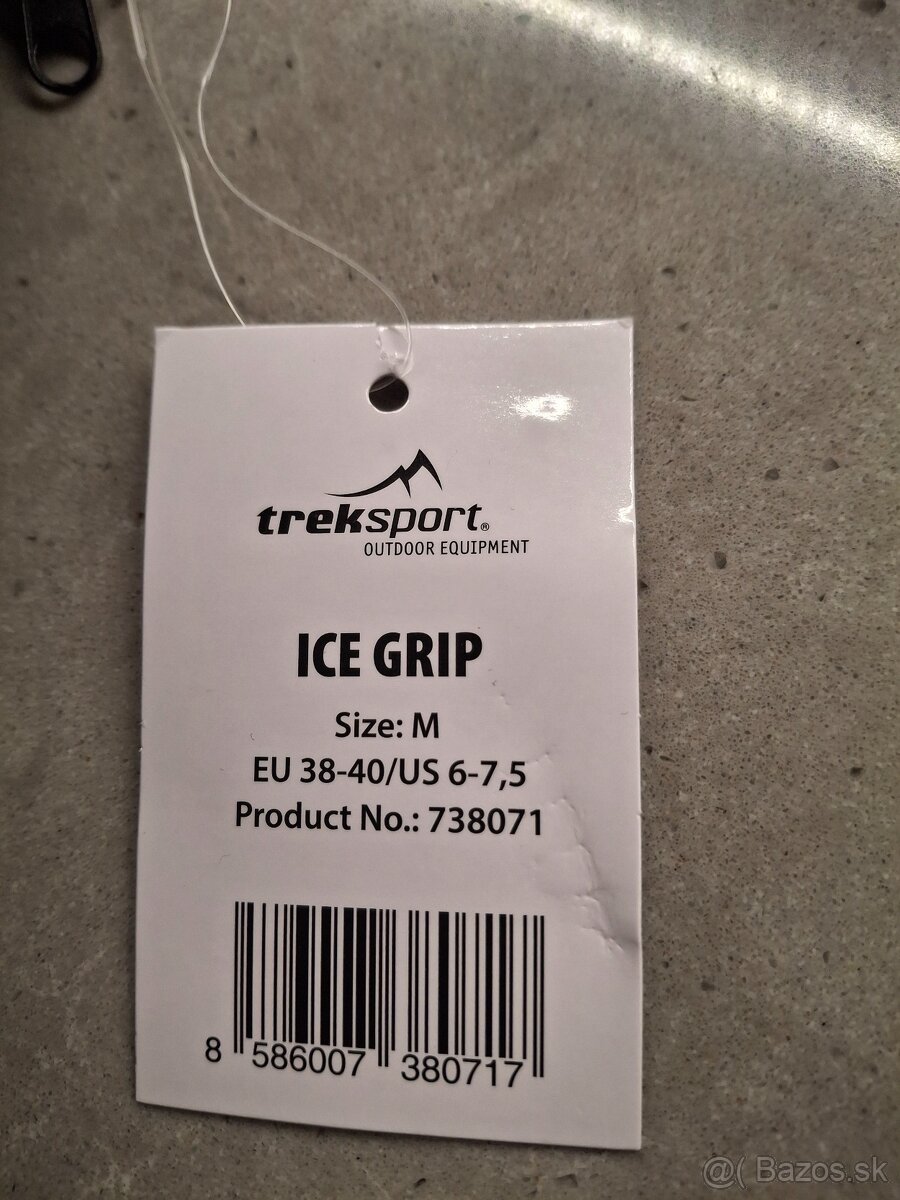 treksport®
OUTDOOR EQUIPMENT
ICE GRIP
Size: M
EU 38-40/US 6-7,5
Product No.: 738071
8 586007 380717
@( Bazos.sk